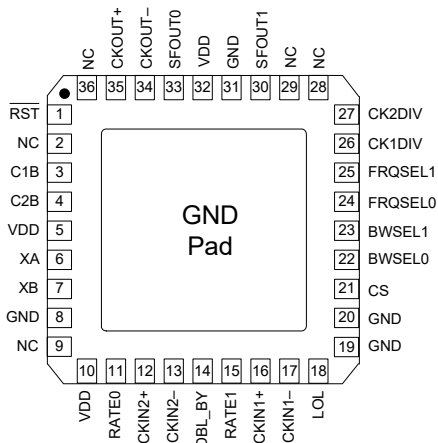 NC
CKOUT+
CKOUT–
SFOUT0
VDD
GND
SFOUT1
NC
NC
36
35
34
33
32
31
30
29
28
RST 1
NC 2
C1B 3
C2B 4
VDD 5
XA 6
XB 7
GND 8
NC 9
GND
Pad
27 CK2DIV
26 CK1DIV
25 FRQSEL1
24 FRQSEL0
23 BWSEL1
22 BWSEL0
21 CS
20 GND
19 GND
10
11
12
13
14
15
16
17
18
VDD
RATE0
CKIN2+
CKIN2–
DBL_BY
RATE1
CKIN1+
CKIN1–
LOL